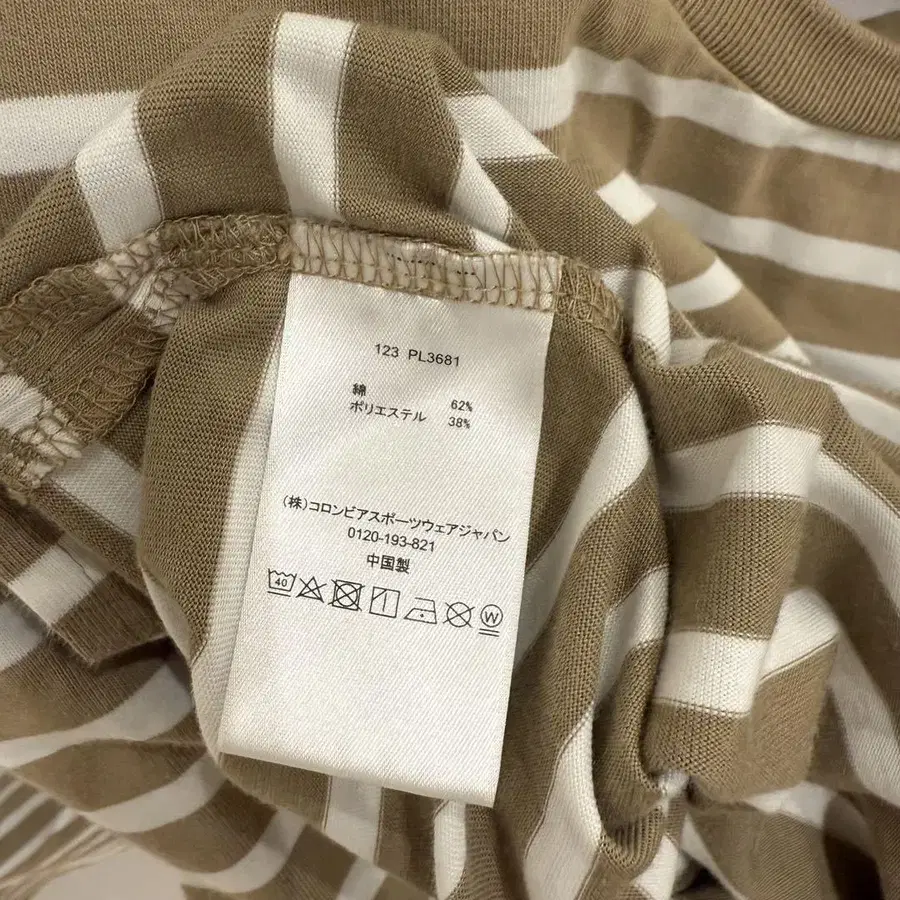 123 PL3681
綿 62%
ポリエステル 38%
(株)コロンビアスポーツウェアジャパン
0120-193-821
中国製
40 W